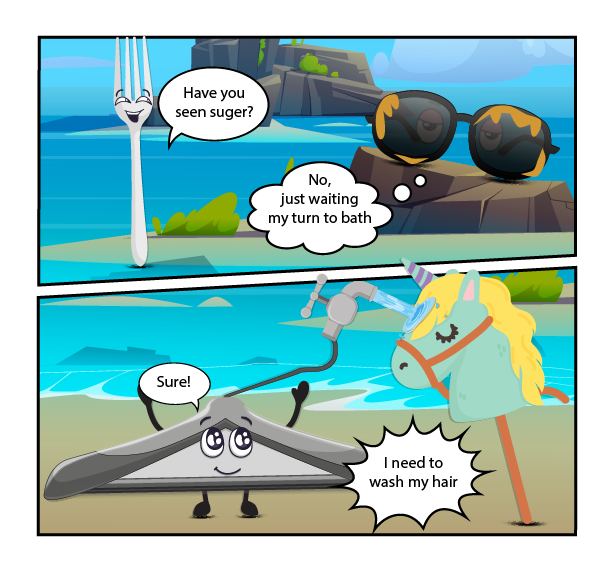 Have you
seen suger?
No,
just waiting
my turn to bath
Sure!
I need to
wash my hair